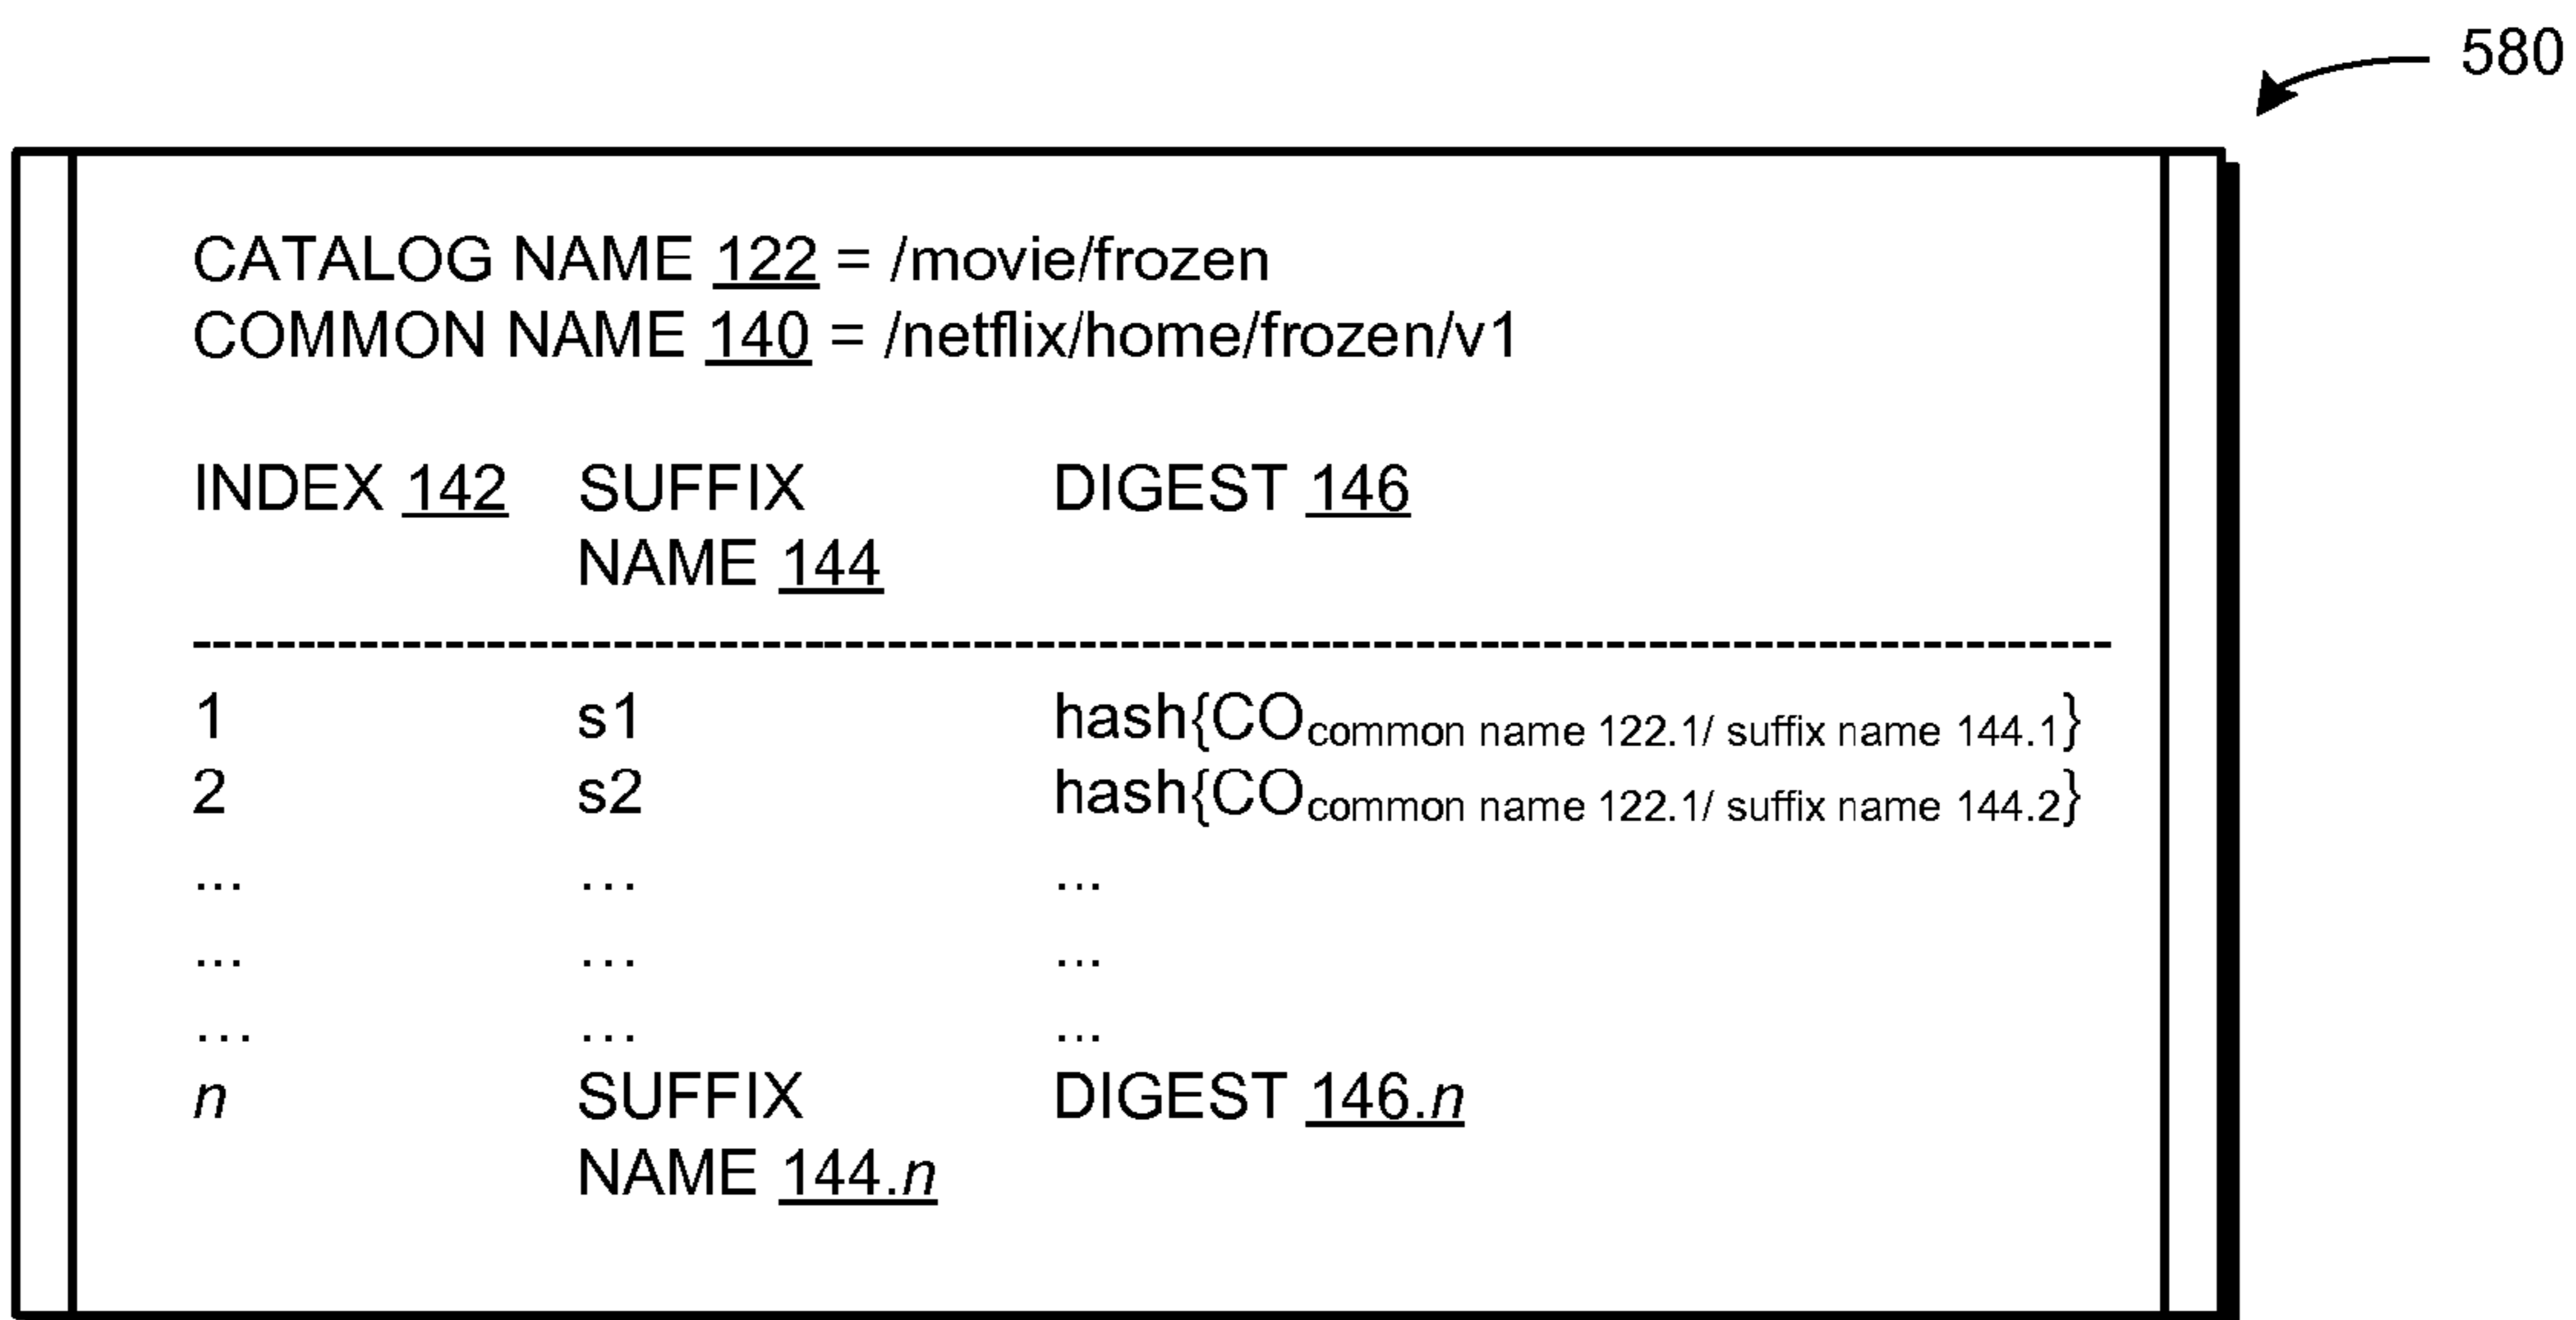 580
CATALOG NAME 122 = /movie/frozen
COMMON NAME 140 = /netflix/home/frozen/v1
INDEX 142 SUFFIX DIGEST 146
NAME 144
--------------------------------------------------------------------------------------------
1 s1 hash{COcommon name 122.1/ suffix name 144.1}
2 s2 hash{COcommon name 122.1/ suffix name 144.2}
... ... ...
... ... ...
... ... ...
n SUFFIX DIGEST 146.n
NAME 144.n